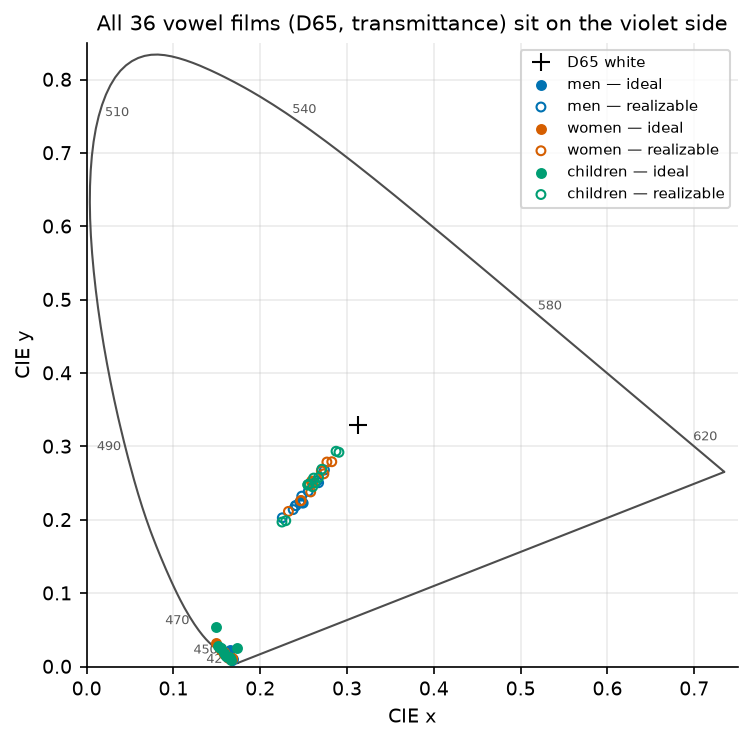 All 36 vowel films (D65, transmittance) sit on the violet side
D65 white
men — ideal
men — realizable
women — ideal
women — realizable
children — ideal
children — realizable
0.8
0.7
0.6
0.5
0.4
0.3
0.2
0.1
0.0
CIE y
510
540
580
620
490
470
450
0.0 0.1 0.2 0.3 0.4 0.5 0.6 0.7
CIE x